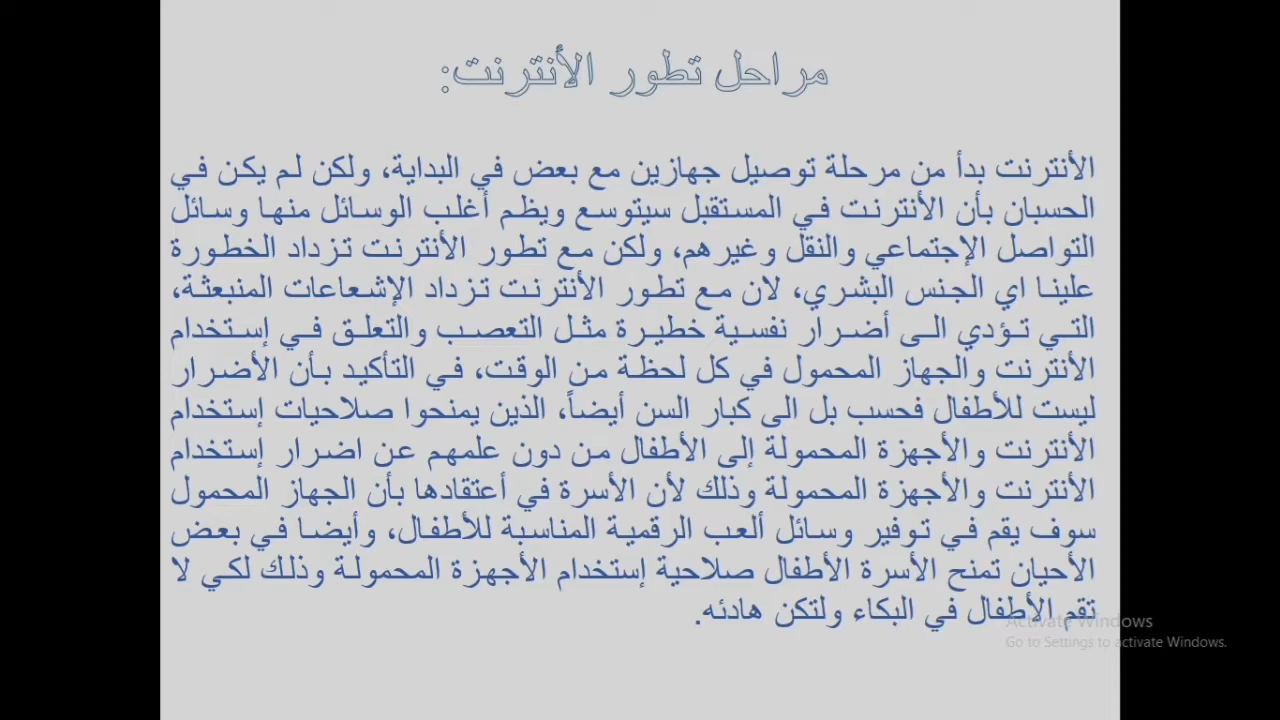 مراحل تطور الأنترنت:
الأنترنت بدأ من مرحلة توصيل جهازين مع بعض في البداية، ولكن لم يكن في
الحسبان بأن الأنترنت في المستقبل سيتوسع ويظم أغلب الوسائل منها وسائل
التواصل الإجتماعي والنقل وغيرهم، ولكن مع تطور الأنترنت تزداد الخطورة
علينا اي الجنس البشري، لان مع تطور الأنترنت تزداد الإشعاعات المنبعثة،
التي تؤدي الى أضرار نفسية خطيرة مثل التعصب والتعلق في إستخدام
الأنترنت والجهاز المحمول في كل لحظة من الوقت، في التأكيد بأن الأضرار
ليست للأطفال فحسب بل الى كبار السن أيضاً، الذين يمنحوا صلاحيات إستخدام
الأنترنت والأجهزة المحمولة إلى الأطفال من دون علمهم عن اضرار إستخدام
الأنترنت والأجهزة المحمولة وذلك لأن الأسرة في أعتقادها بأن الجهاز المحمول
سوف يقم في توفير وسائل ألعب الرقمية المناسبة للأطفال، وأيضا في بعض
الأحيان تمنح الأسرة الأطفال صلاحية إستخدام الأجهزة المحمولة وذلك لكي لا
تقم الأطفال في البكاء ولتكن هادئه.
Activate Windows
Go to Settings to activate Windows.